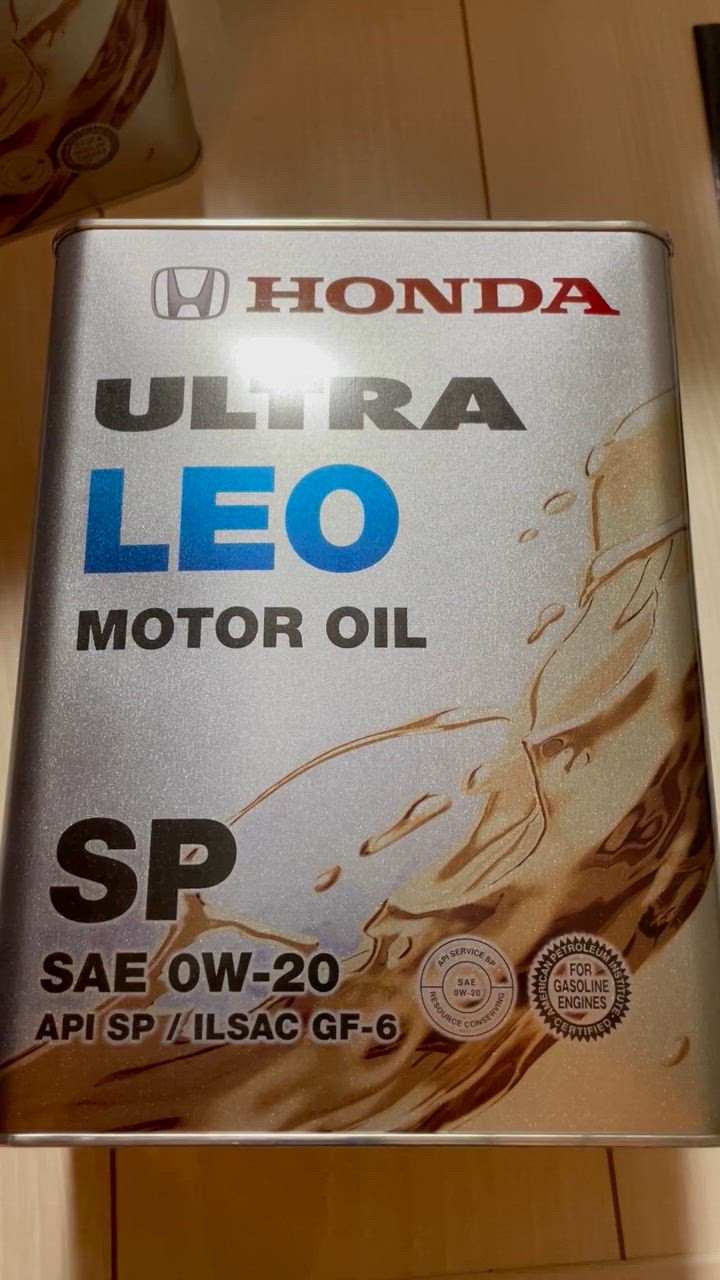 HONDA
ULTRA
LEO
MOTOR OIL
SP
SAE 0W-20
API SP / ILSAC GF-6
API SERVICE SP
SAE
0W-20
RESOURCE CONSERVING
AMERICAN PETROLEUM INSTITUTE
FOR
GASOLINE
ENGINES
CERTIFIED